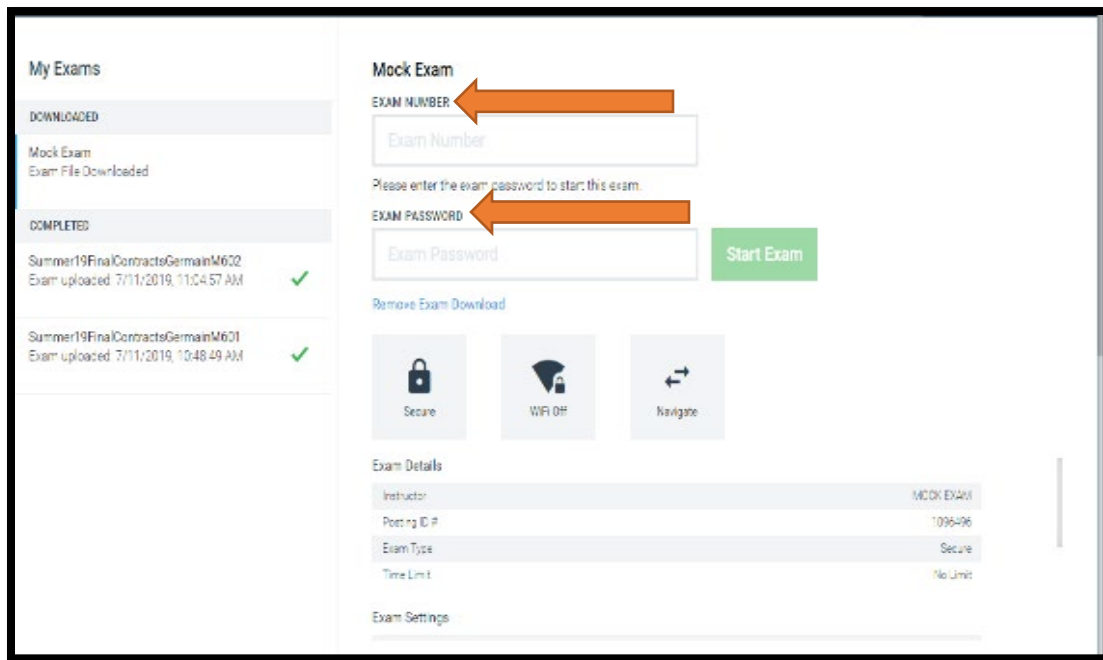 My Exams
DOWNLOADED
Mock Exam
Exam File Downloaded
COMPLETED
Summer19FinalContractsGermainM602
Exam uploaded: 7/11/2019, 11:04:57 AM
Summer19FinalContractsGermainM601
Exam uploaded: 7/11/2019, 10:48:49 AM
Mock Exam
EXAM NUMBER
Exam Number
Please enter the exam password to start this exam.
EXAM PASSWORD
Exam Password
Start Exam
Remove Exam Download
Secure
WiFi Off
Navigate
Exam Details
Instructor MOCK EXAM
Posting ID # 1096496
Exam Type Secure
Time Limit No Limit
Exam Settings